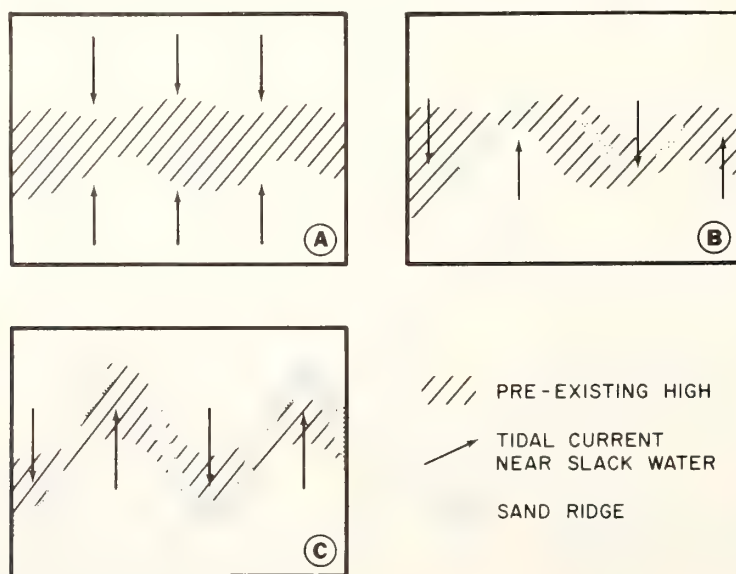 A
B
C
PRE-EXISTING HIGH
TIDAL CURRENT
NEAR SLACK WATER
SAND RIDGE